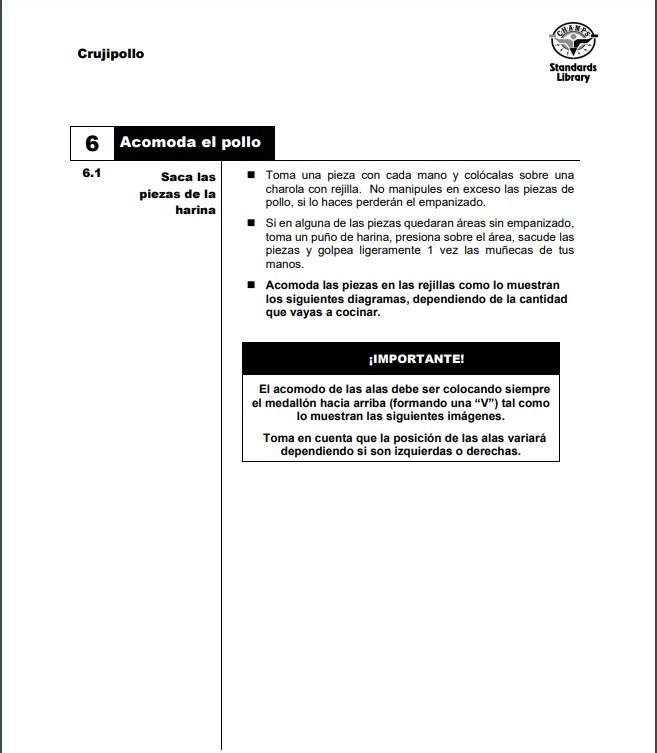 Crujipollo
CHAMPS
Standards
Library
6 Acomoda el pollo
6.1 Saca las
piezas de la
harina
■ Toma una pieza con cada mano y colócalas sobre una
charola con rejilla. No manipules en exceso las piezas de
pollo, si lo haces perderán el empanizado.
■ Si en alguna de las piezas quedaran áreas sin empanizado,
toma un puño de harina, presiona sobre el área, sacude las
piezas y golpea ligeramente 1 vez las muñecas de tus
manos.
■ Acomoda las piezas en las rejillas como lo muestran
los siguientes diagramas, dependiendo de la cantidad
que vayas a cocinar.
¡IMPORTANTE!
El acomodo de las alas debe ser colocando siempre
el medallón hacia arriba (formando una “V”) tal como
lo muestran las siguientes imágenes.
Toma en cuenta que la posición de las alas variará
dependiendo si son izquierdas o derechas.